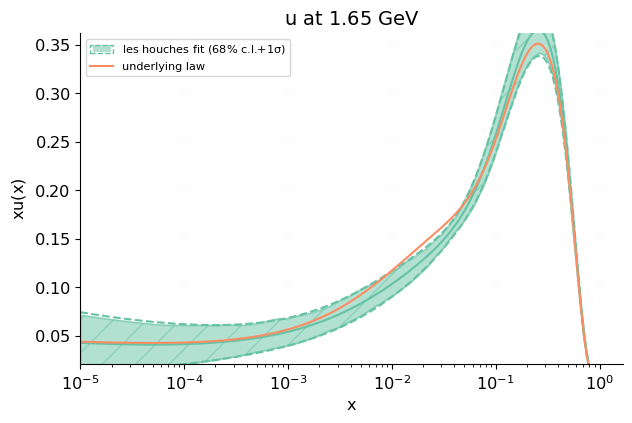 u at 1.65 GeV
les houches fit (68% c.l.+1σ)
underlying law
xu(x)
0.35
0.30
0.25
0.20
0.15
0.10
0.05
10⁻⁵
10⁻⁴
10⁻³
10⁻²
10⁻¹
10⁰
x